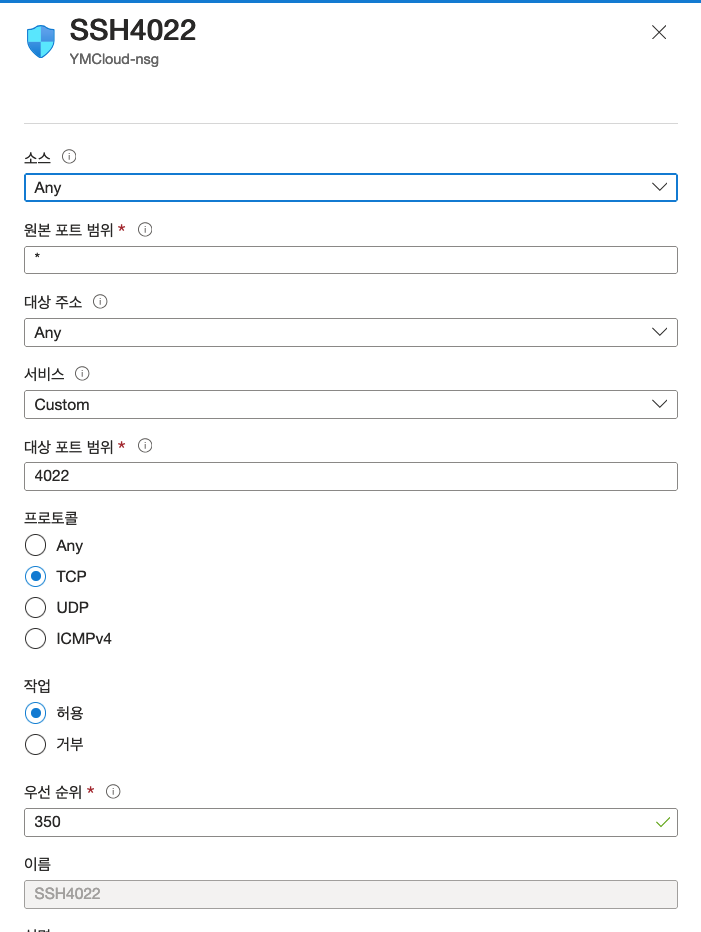 SSH4022
YMCloud-nsg
소스
Any
원본 포트 범위 *
*
대상 주소
Any
서비스
Custom
대상 포트 범위 *
4022
프로토콜
Any
TCP
UDP
ICMPv4
작업
허용
거부
우선 순위 *
350
이름
SSH4022